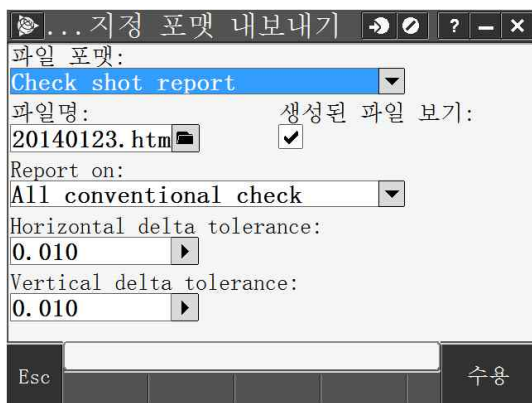 ...지정 포맷 내보내기 ? – ×
파일 포맷:
Check shot report
파일명: 생성된 파일 보기:
20140123.htm
Report on:
All conventional check
Horizontal delta tolerance:
0.010
Vertical delta tolerance:
0.010
Esc 수용